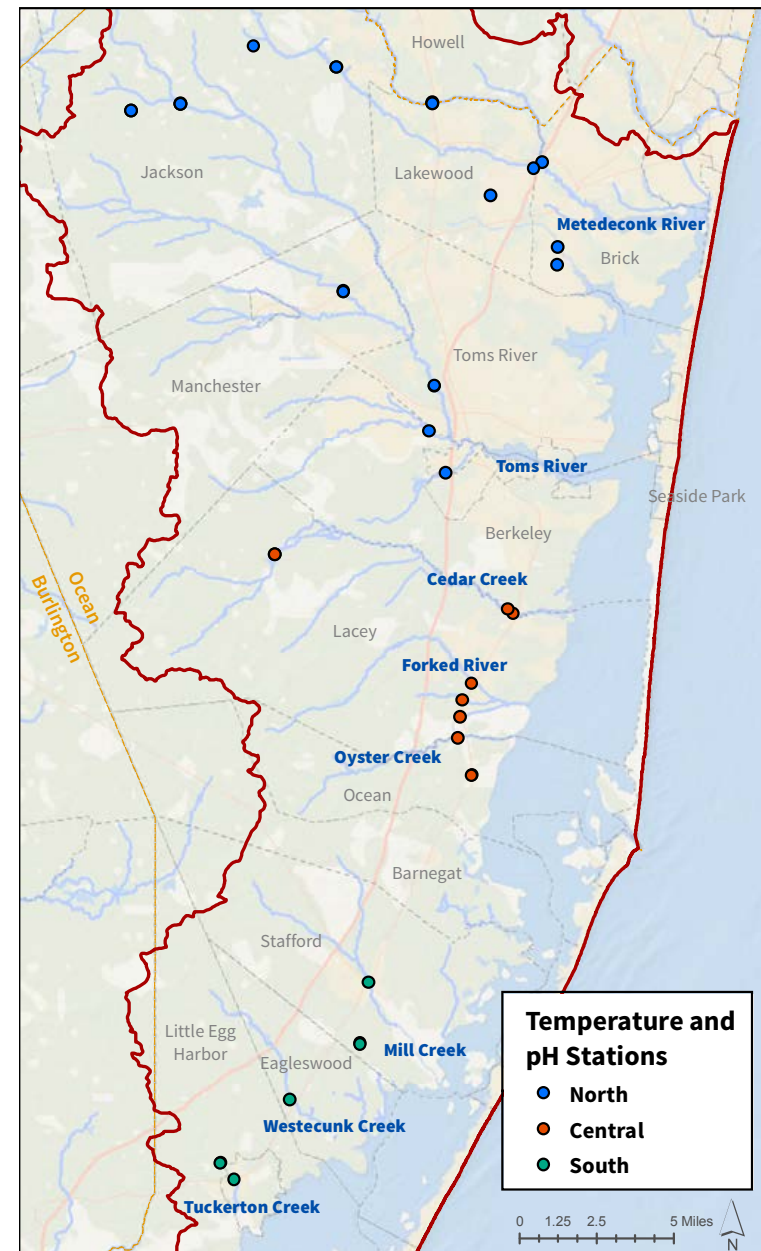 Howell
Jackson
Lakewood
Metedeconk River
Brick
Toms River
Manchester
Toms River
Seaside Park
Berkeley
Ocean
Burlington
Cedar Creek
Lacey
Forked River
Oyster Creek
Ocean
Barnegat
Stafford
Little Egg
Harbor
Eagleswood
Mill Creek
Westecunk Creek
Tuckerton Creek
Temperature and
pH Stations
North
Central
South
0 1.25 2.5 5 Miles
N